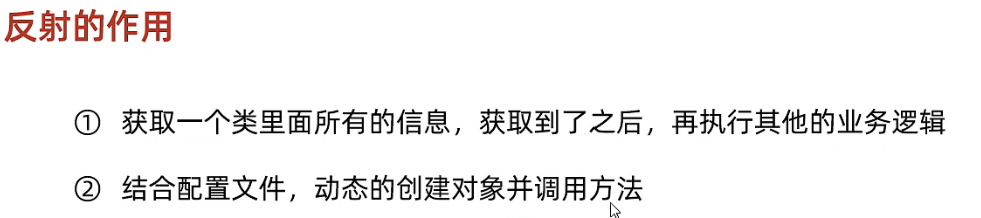 反射的作用
① 获取一个类里面所有的信息，获取到了之后，再执行其他的业务逻辑
② 结合配置文件，动态的创建对象并调用方法